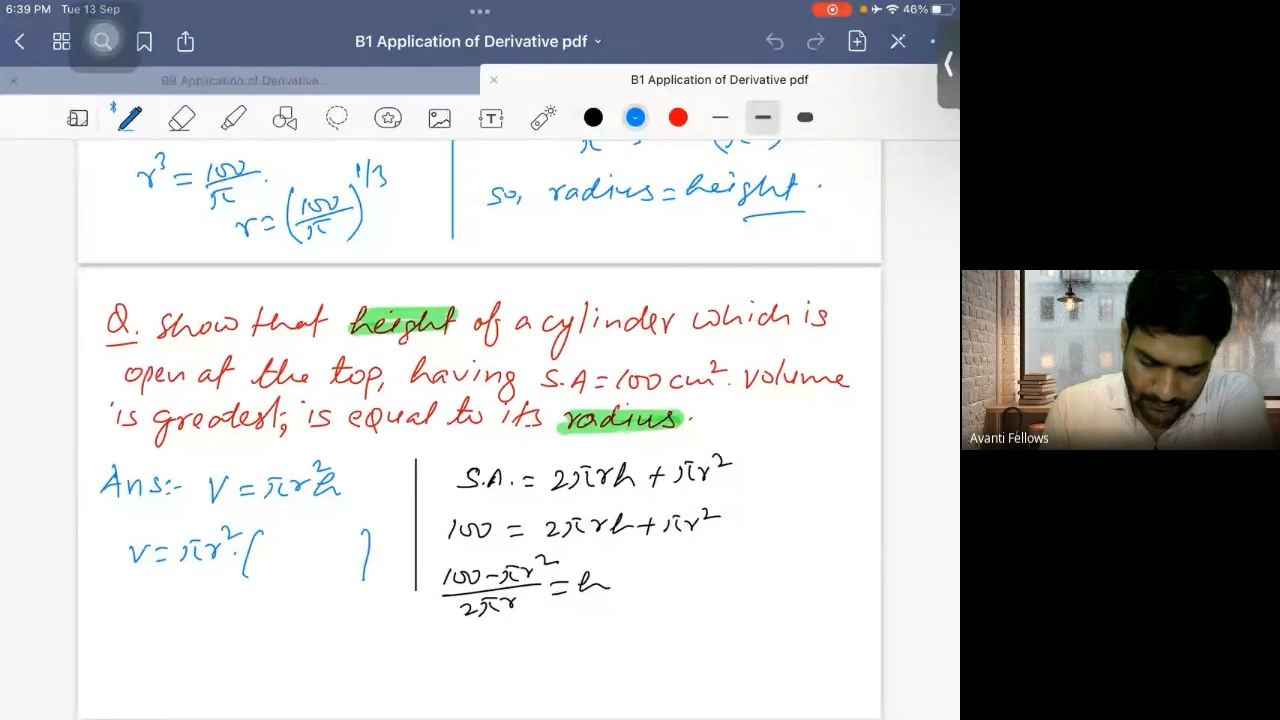 6:39 PM Tue 13 Sep
46%
B1 Application of Derivative pdf
B9 Application of Derivative
B1 Application of Derivative pdf
r³ = 100/π.
r = (100/π)^1/3
so, radius = height.
Q. show that height of a cylinder which is
open at the top, having S.A = 100 cm². volume
is greatest; is equal to its radius.
Ans:- V = πr²h
V = πr².( )
S.A. = 2πrh + πr²
100 = 2πrh + πr²
100 - πr² / 2πr = h
Avanti Fellows